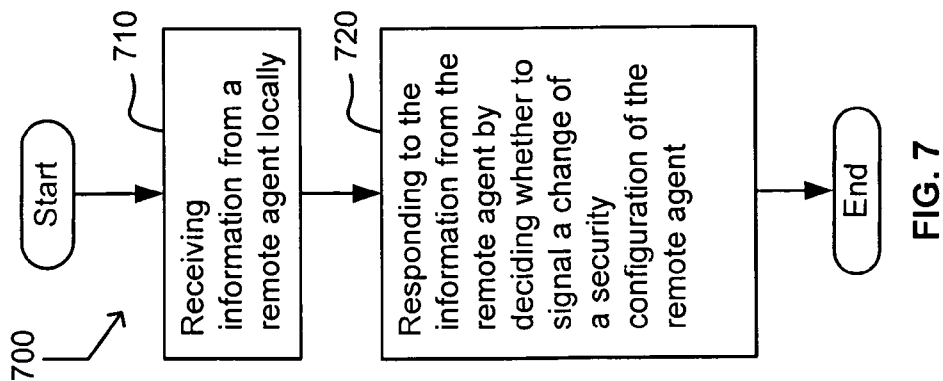 700
Start
710
Receiving
information from a
remote agent locally
720
Responding to the
information from the
remote agent by
deciding whether to
signal a change of
a security
configuration of the
remote agent
End
FIG. 7